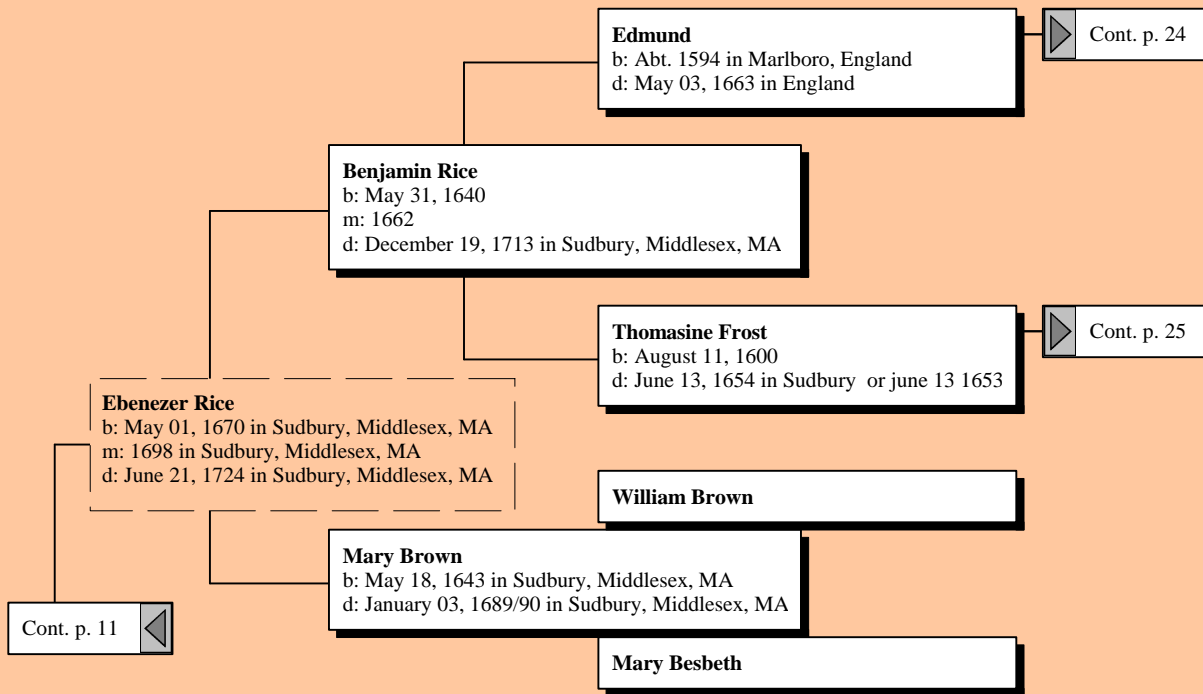 Edmund
b: Abt. 1594 in Marlboro, England
d: May 03, 1663 in England
Cont. p. 24
Benjamin Rice
b: May 31, 1640
m: 1662
d: December 19, 1713 in Sudbury, Middlesex, MA
Thomasine Frost
b: August 11, 1600
d: June 13, 1654 in Sudbury or june 13 1653
Cont. p. 25
Ebenezer Rice
b: May 01, 1670 in Sudbury, Middlesex, MA
m: 1698 in Sudbury, Middlesex, MA
d: June 21, 1724 in Sudbury, Middlesex, MA
William Brown
Mary Brown
b: May 18, 1643 in Sudbury, Middlesex, MA
d: January 03, 1689/90 in Sudbury, Middlesex, MA
Cont. p. 11
Mary Besbeth